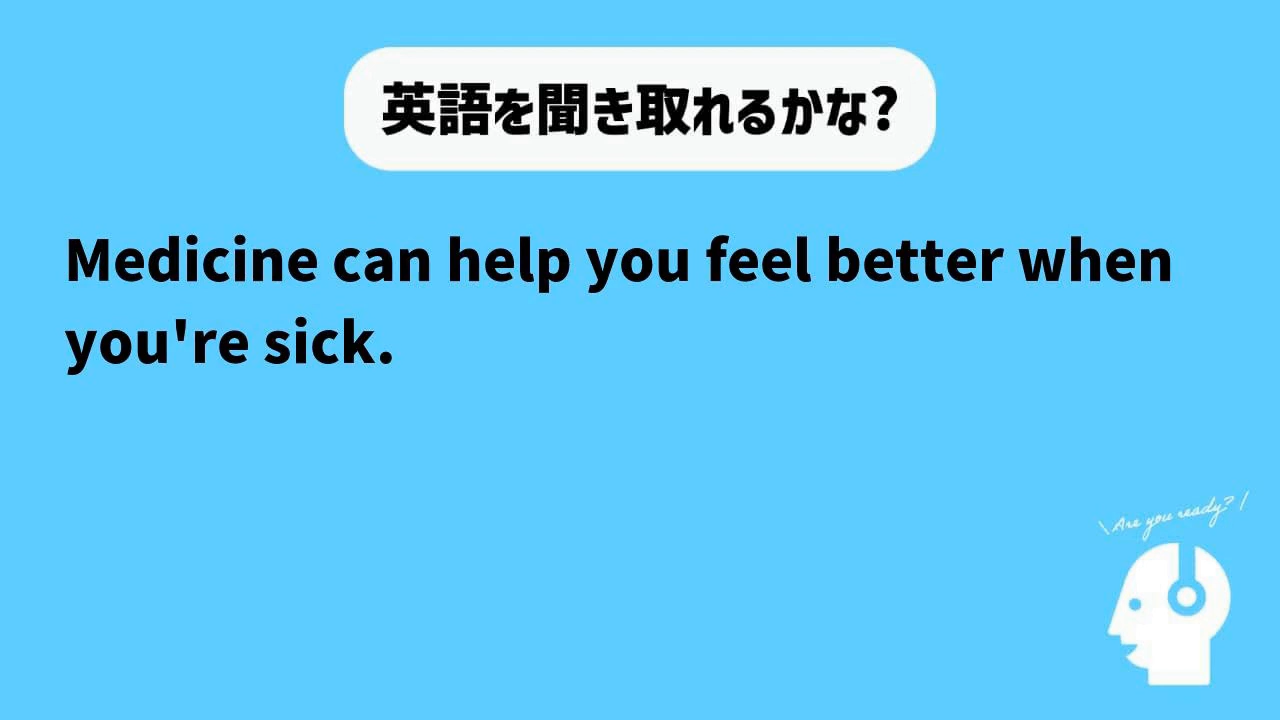 英語を聞き取れるかな?
Medicine can help you feel better when
you're sick.
\ Are you ready? /